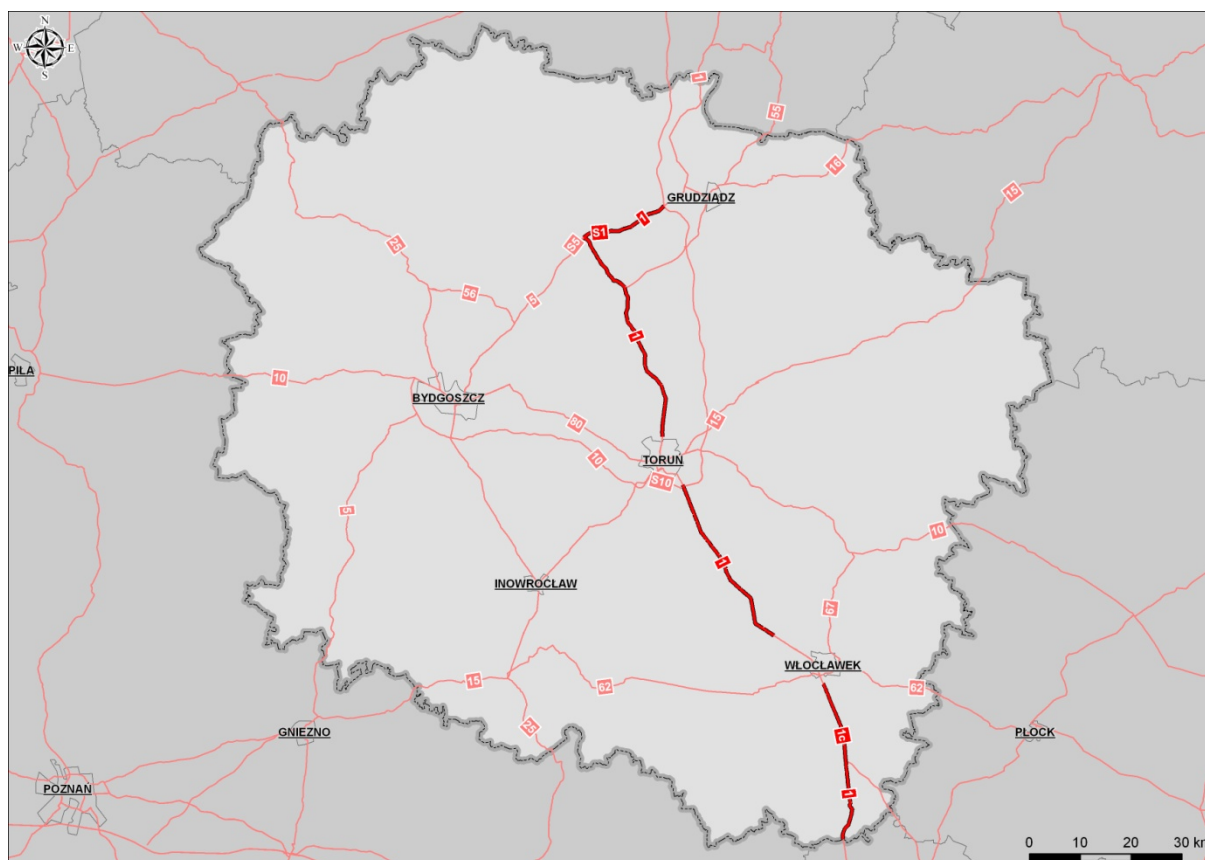 N
W E
S
1
55
16
15
GRUDZIĄDZ
1
S1
S5
25
56
5
1
PIŁA
10
BYDGOSZCZ
80
15
10
TORUŃ
S10
5
10
1
INOWROCŁAW
67
WŁOCŁAWEK
15
62
62
25
GNIEZNO
1c
PŁOCK
POZNAŃ
1
0 10 20 30 km